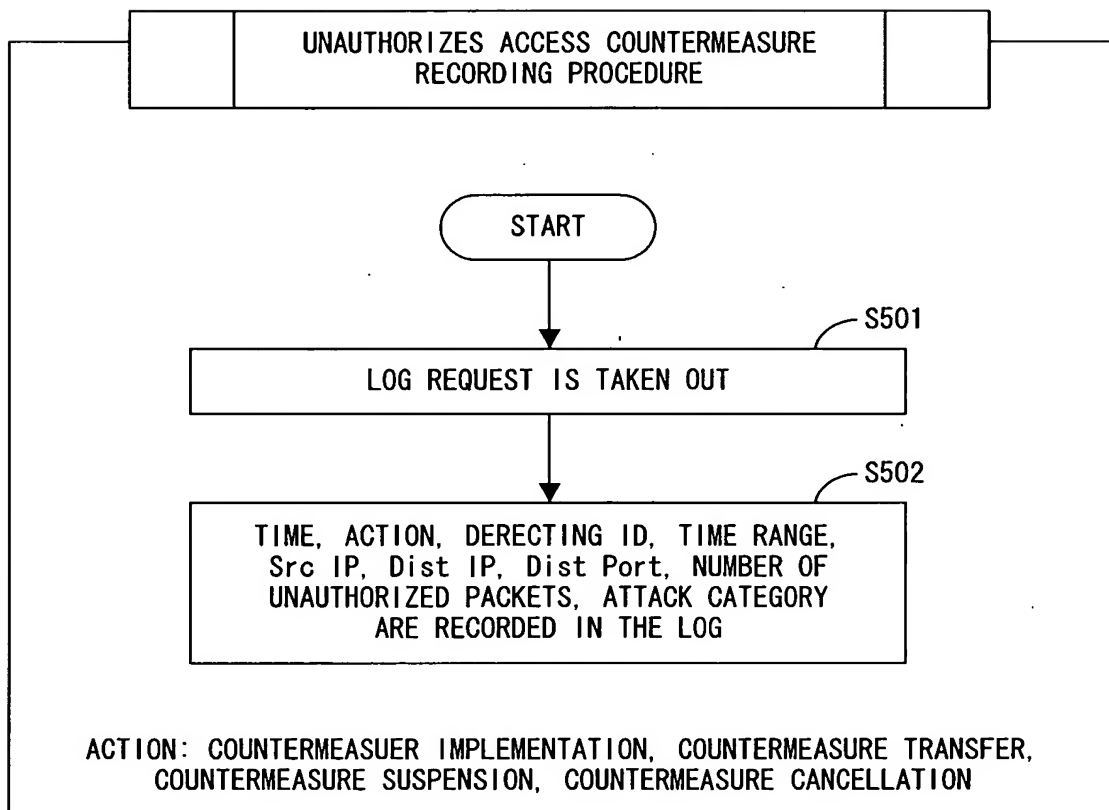 UNAUTHORIZES ACCESS COUNTERMEASURE
RECORDING PROCEDURE
START
S501
LOG REQUEST IS TAKEN OUT
S502
TIME, ACTION, DERECTING ID, TIME RANGE,
Src IP, Dist IP, Dist Port, NUMBER OF
UNAUTHORIZED PACKETS, ATTACK CATEGORY
ARE RECORDED IN THE LOG
ACTION: COUNTERMEASUER IMPLEMENTATION, COUNTERMEASURE TRANSFER,
COUNTERMEASURE SUSPENSION, COUNTERMEASURE CANCELLATION